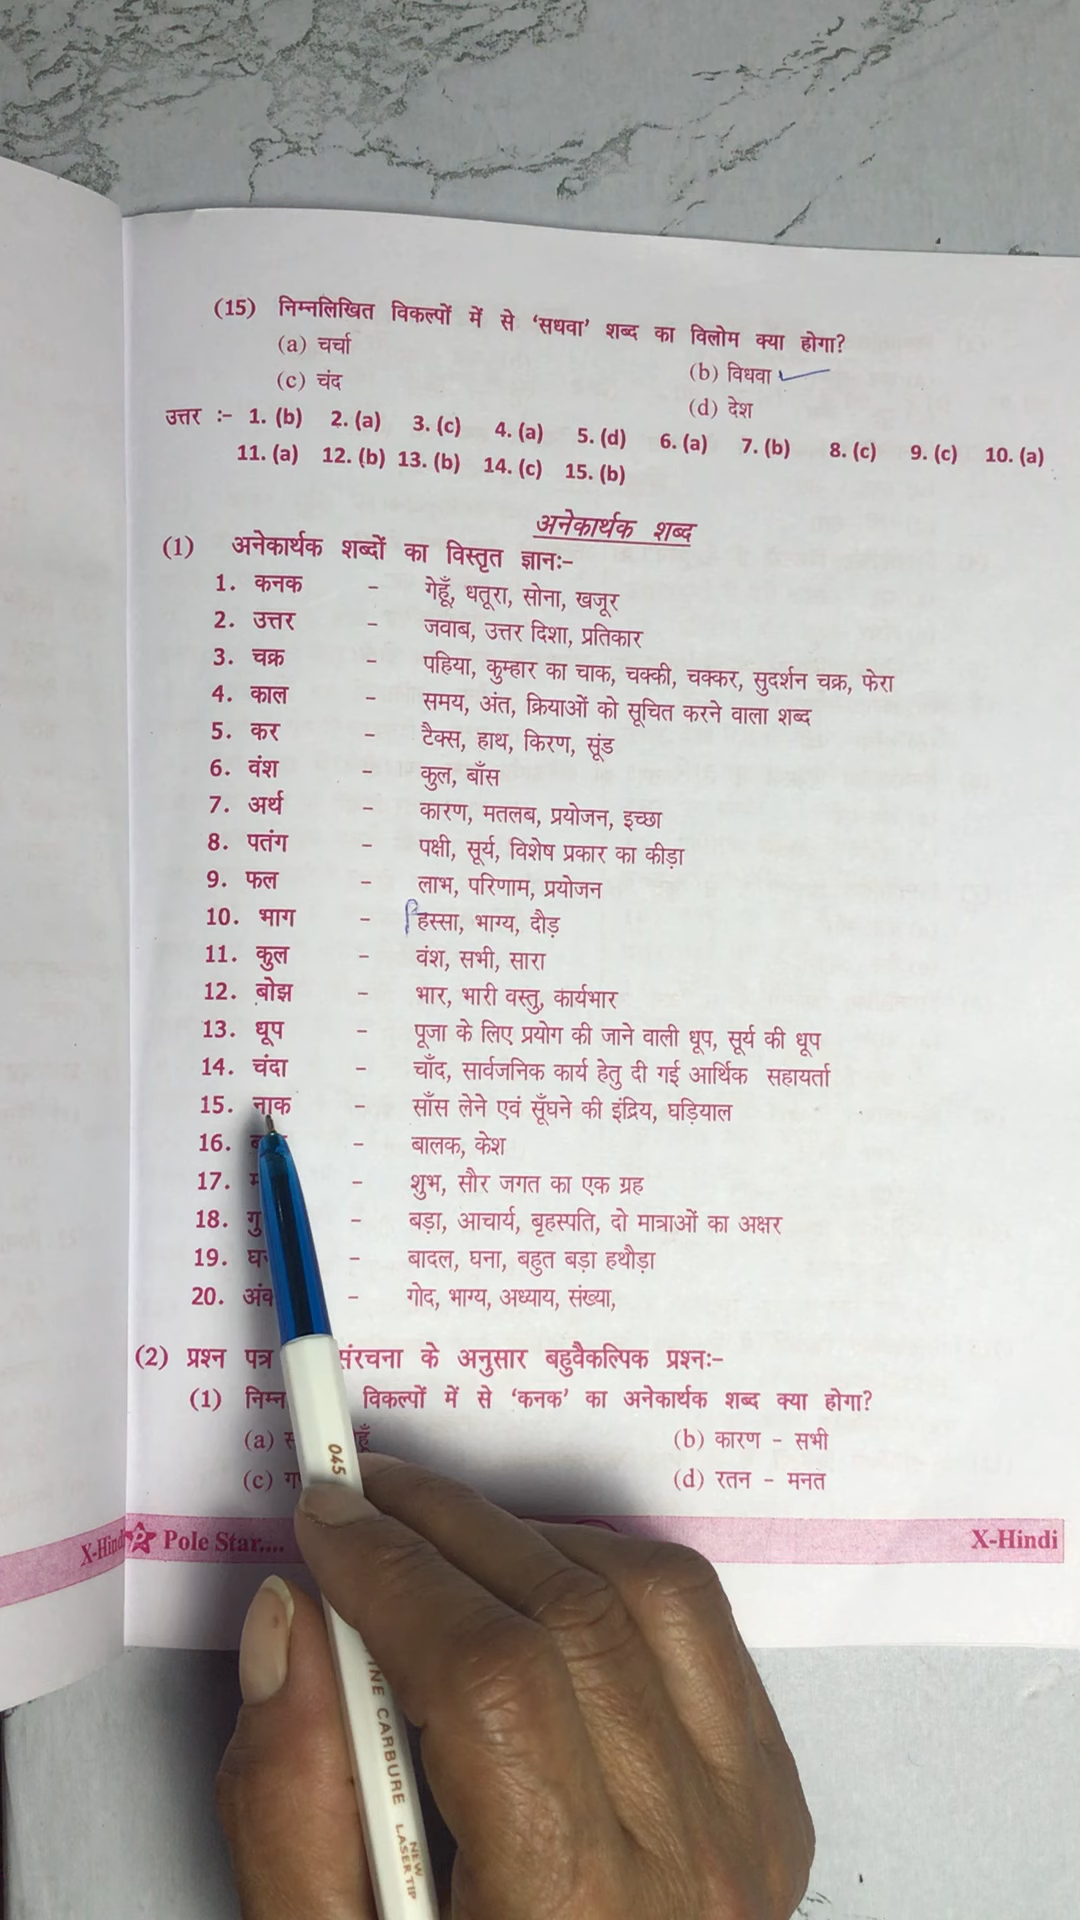 (15) निम्नलिखित विकल्पों में से ‘सधवा’ शब्द का विलोम क्या होगा?
(a) चर्चा
(b) विधवा
(c) चंद
(d) देश
उत्तर :- 1. (b) 2. (a) 3. (c) 4. (a) 5. (d) 6. (a) 7. (b) 8. (c) 9. (c) 10. (a)
11. (a) 12. (b) 13. (b) 14. (c) 15. (b)
अनेकार्थक शब्द
(1) अनेकार्थक शब्दों का विस्तृत ज्ञानः-
1. कनक - गेहूँ, धतूरा, सोना, खजूर
2. उत्तर - जवाब, उत्तर दिशा, प्रतिकार
3. चक्र - पहिया, कुम्हार का चाक, चक्की, चक्कर, सुदर्शन चक्र, फेरा
4. काल - समय, अंत, क्रियाओं को सूचित करने वाला शब्द
5. कर - टैक्स, हाथ, किरण, सूंड
6. वंश - कुल, बाँस
7. अर्थ - कारण, मतलब, प्रयोजन, इच्छा
8. पतंग - पक्षी, सूर्य, विशेष प्रकार का कीड़ा
9. फल - लाभ, परिणाम, प्रयोजन
10. भाग - हिस्सा, भाग्य, दौड़
11. कुल - वंश, सभी, सारा
12. बोझ - भार, भारी वस्तु, कार्यभार
13. धूप - पूजा के लिए प्रयोग की जाने वाली धूप, सूर्य की धूप
14. चंदा - चाँद, सार्वजनिक कार्य हेतु दी गई आर्थिक सहायर्ता
15. नाक - साँस लेने एवं सूँघने की इंद्रिय, घड़ियाल
16. - बालक, केश
17. - शुभ, सौर जगत का एक ग्रह
18. - बड़ा, आचार्य, बृहस्पति, दो मात्राओं का अक्षर
19. - बादल, घना, बहुत बड़ा हथौड़ा
20. - गोद, भाग्य, अध्याय, संख्या,
(2) प्रश्न पत्र संरचना के अनुसार बहुवैकल्पिक प्रश्नः-
(1) विकल्पों में से ‘कनक’ का अनेकार्थक शब्द क्या होगा?
(a)
(b) कारण - सभी
(c)
(d) रतन - मनत
X-Hindi Pole Star.... X-Hindi
045
FINE CARBURE NEW LASER TIP